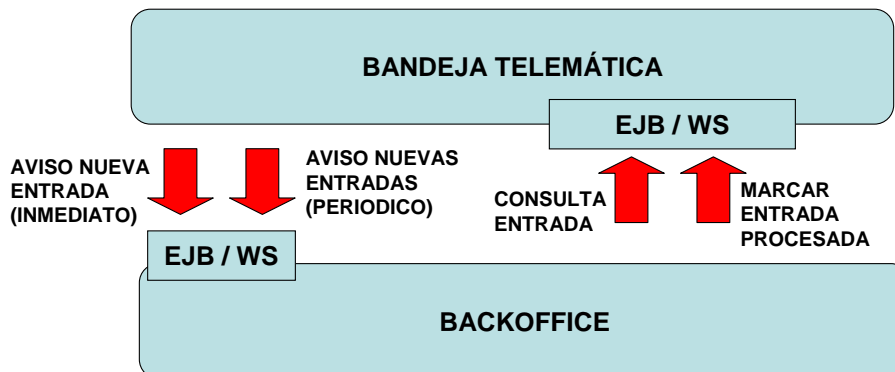 BANDEJA TELEMÁTICA
EJB / WS
AVISO NUEVA
ENTRADA
(INMEDIATO)
AVISO NUEVAS
ENTRADAS
(PERIODICO)
CONSULTA
ENTRADA
MARCAR
ENTRADA
PROCESADA
EJB / WS
BACKOFFICE